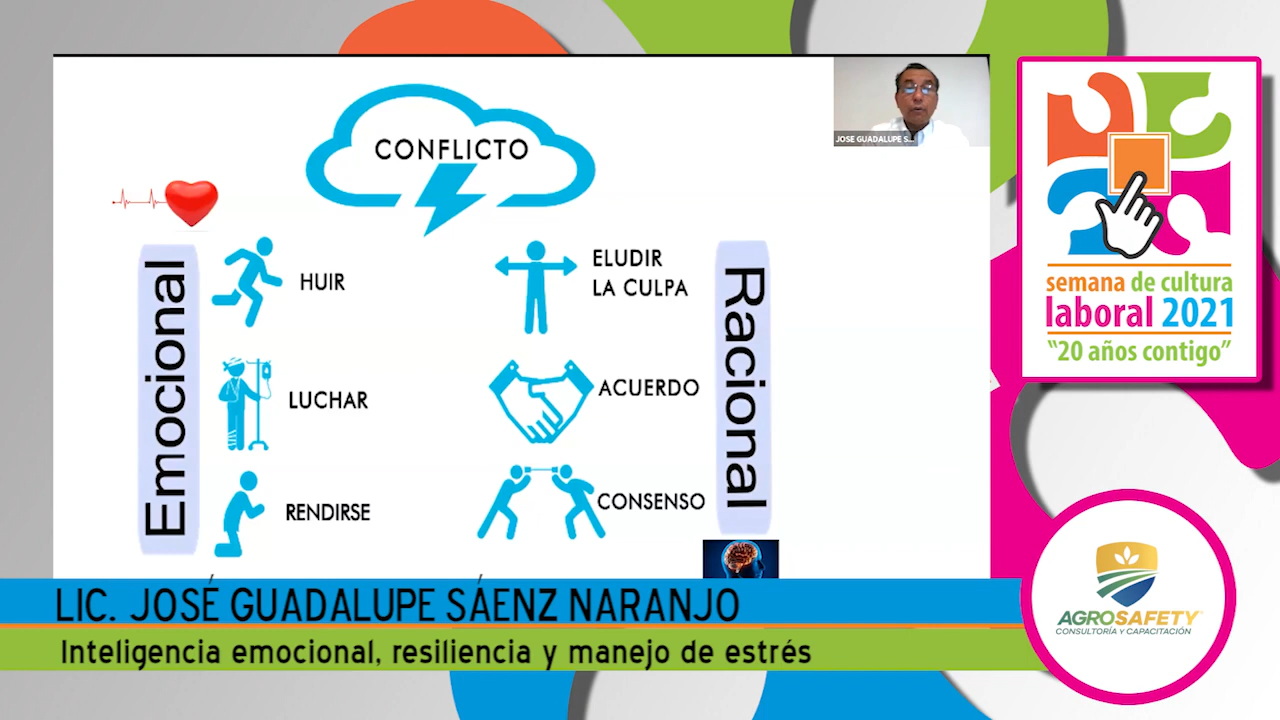 CONFLICTO
Emocional
HUIR
LUCHAR
RENDIRSE
ELUDIR
LA CULPA
ACUERDO
CONSENSO
Racional
JOSE GUADALUPE S...
semana de cultura
laboral 2021
"20 años contigo"
LIC. JOSÉ GUADALUPE SÁENZ NARANJO
Inteligencia emocional, resiliencia y manejo de estrés
AGROSAFETY
CONSULTORÍA Y CAPACITACIÓN